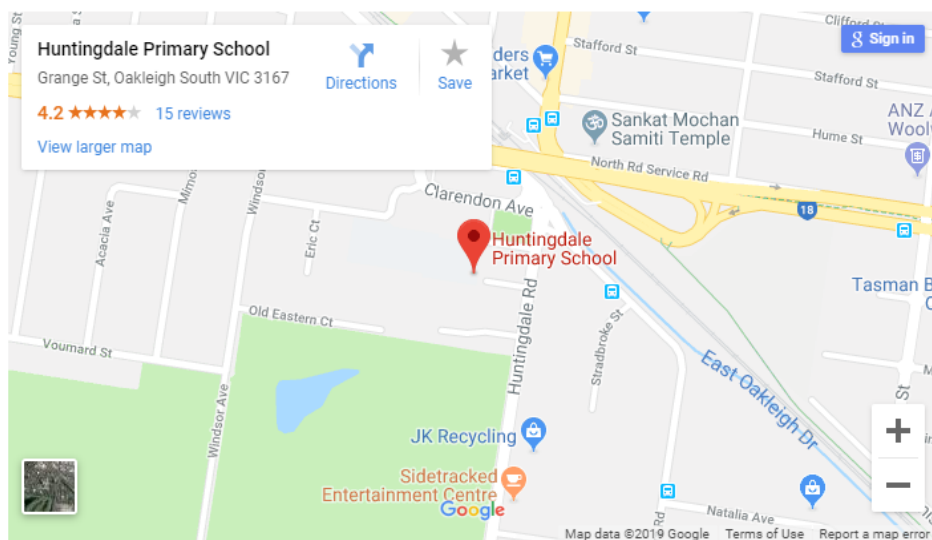 Huntingdale Primary School
Grange St, Oakleigh South VIC 3167
4.2
15 reviews
View larger map
Directions
Save
Sign in
Young St
Clifford St
Stafford St
Stafford St
Hume St
ANZ
Sankat Mochan
Samiti Temple
North Rd Service Rd
18
Clarendon Ave
Acacia Ave
Windsor
Eric Ct
Huntingdale
Primary School
Old Eastern Ct
Voumard St
Windsor Ave
Huntingdale Rd
Stradbroke St
East Oakleigh Dr
Tasman
St
JK Recycling
Sidetracked
Entertainment Centre
Google
Rd
Natalia Ave
Map data ©2019 Google
Terms of Use
Report a map error